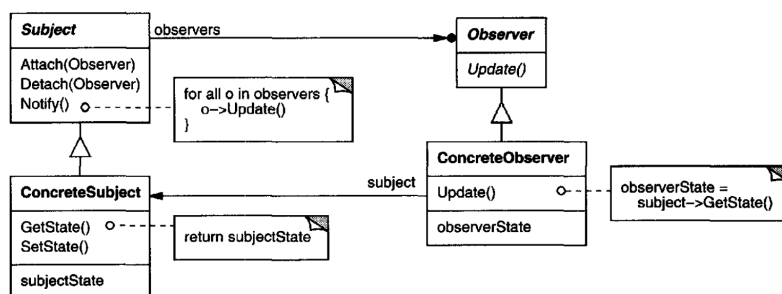 Subject
observers
Observer
Attach(Observer)
Detach(Observer)
Notify()
Update()
for all o in observers {
o->Update()
}
ConcreteObserver
subject
ConcreteSubject
Update()
observerState =
subject->GetState()
GetState()
SetState()
return subjectState
observerState
subjectState